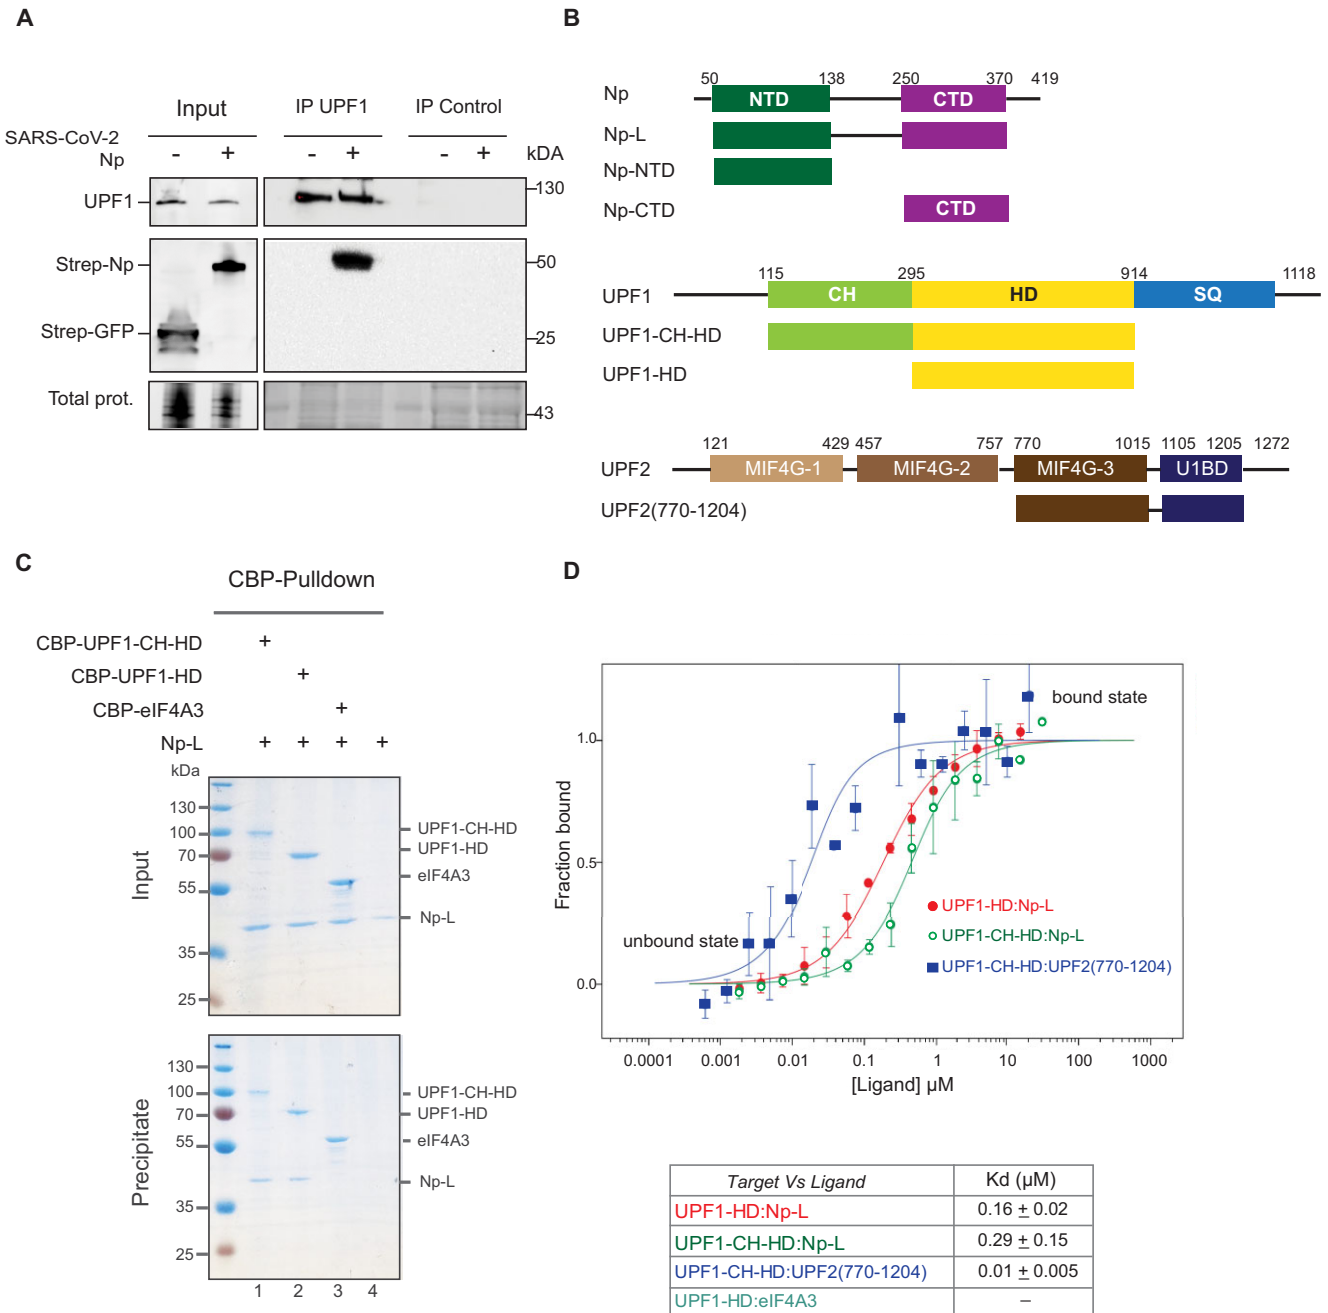 A
Input
IP UPF1
IP Control
SARS-CoV-2
Np
- + - + - + kDA
UPF1
130
Strep-Np
50
Strep-GFP
25
Total prot.
43
B
50 138 250 370 419
Np NTD CTD
Np-L
Np-NTD
Np-CTD CTD
115 295 914 1118
UPF1 CH HD SQ
UPF1-CH-HD
UPF1-HD
121 429 457 757 770 1015 1105 1205 1272
UPF2 MIF4G-1 MIF4G-2 MIF4G-3 U1BD
UPF2(770-1204)
C
CBP-Pulldown
CBP-UPF1-CH-HD +
CBP-UPF1-HD +
CBP-eIF4A3 +
Np-L + + + +
kDa
130
100
70
55
35
25
Input
UPF1-CH-HD
UPF1-HD
eIF4A3
Np-L
130
100
70
55
35
25
Precipitate
UPF1-CH-HD
UPF1-HD
eIF4A3
Np-L
1 2 3 4
D
bound state
1.0
0.5
0.0
Fraction bound
unbound state
UPF1-HD:Np-L
UPF1-CH-HD:Np-L
UPF1-CH-HD:UPF2(770-1204)
0.0001 0.001 0.01 0.1 1 10 100 1000
[Ligand] µM
Target Vs Ligand Kd (µM)
UPF1-HD:Np-L 0.16 ± 0.02
UPF1-CH-HD:Np-L 0.29 ± 0.15
UPF1-CH-HD:UPF2(770-1204) 0.01 ± 0.005
UPF1-HD:eIF4A3 –